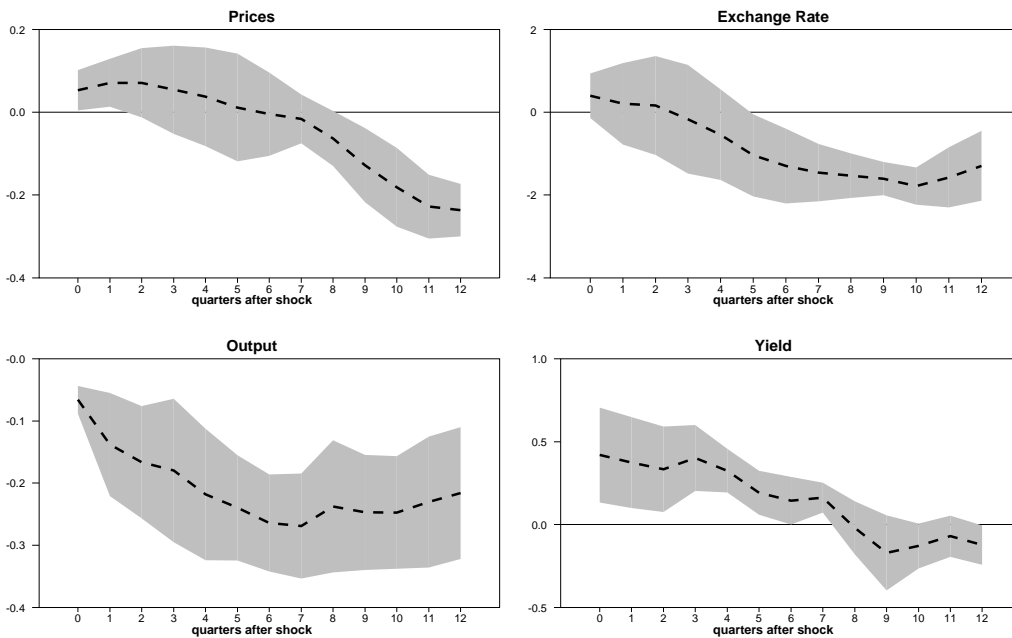 Prices
0.2
0.0
-0.2
-0.4
0 1 2 3 4 5 6 7 8 9 10 11 12
quarters after shock
Exchange Rate
2
0
-2
-4
0 1 2 3 4 5 6 7 8 9 10 11 12
quarters after shock
Output
-0.0
-0.1
-0.2
-0.3
-0.4
0 1 2 3 4 5 6 7 8 9 10 11 12
quarters after shock
Yield
1.0
0.5
0.0
-0.5
0 1 2 3 4 5 6 7 8 9 10 11 12
quarters after shock